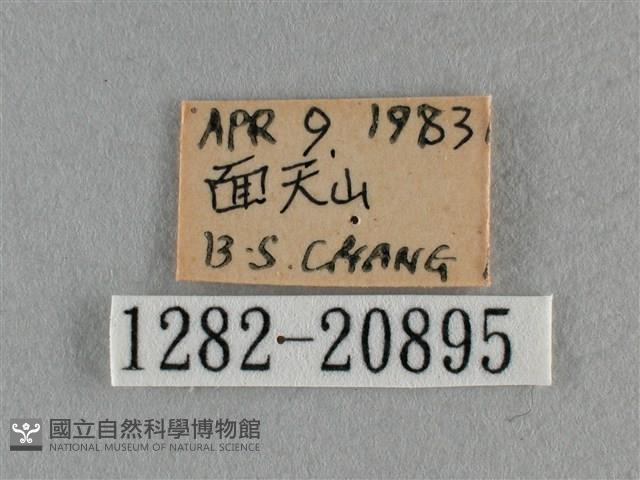 APR 9. 1983
面天山
B.S. CHANG
1282-20895
國立自然科學博物館
NATIONAL MUSEUM OF NATURAL SCIENCE